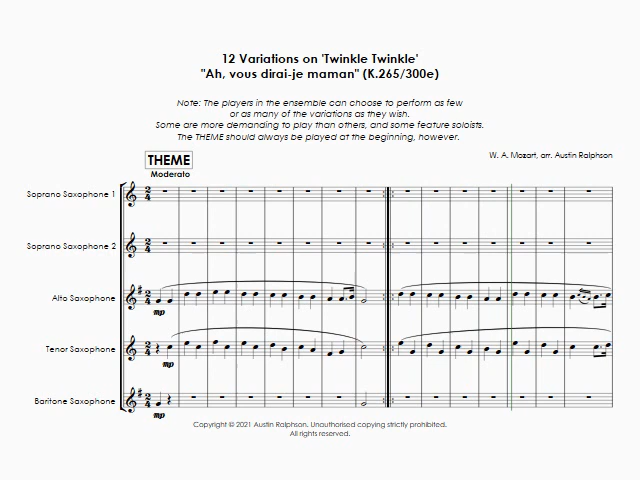 12 Variations on 'Twinkle Twinkle'
"Ah, vous dirai-je maman" (K.265/300e)
Note: The players in the ensemble can choose to perform as few
or as many of the variations as they wish.
Some are more demanding to play than others, and some feature soloists.
The THEME should always be played at the beginning, however.
W. A. Mozart, arr. Austin Ralphson
THEME
Moderato
Soprano Saxophone 1
Soprano Saxophone 2
Alto Saxophone
mp
Tenor Saxophone
mp
Baritone Saxophone
mp
Copyright © 2021 Austin Ralphson. Unauthorised copying strictly prohibited.
All rights reserved.